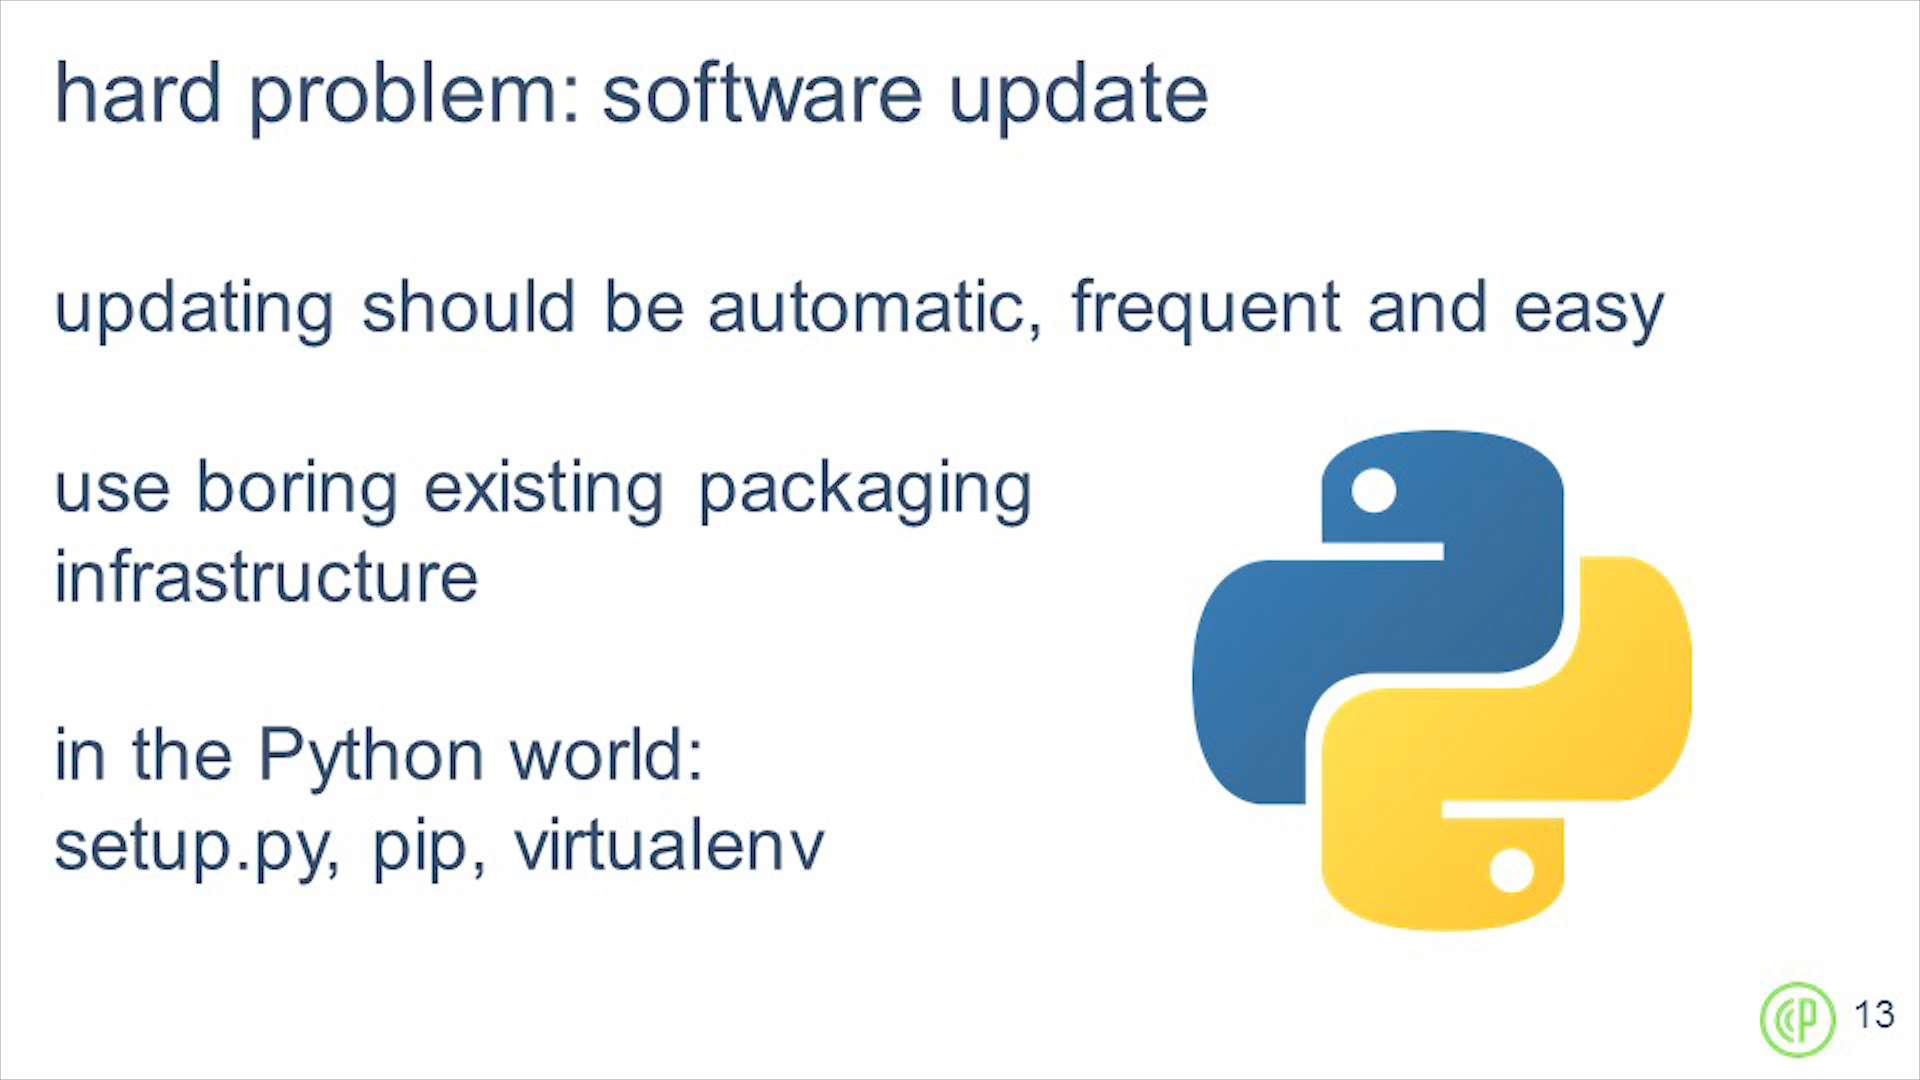 hard problem: software update
updating should be automatic, frequent and easy
use boring existing packaging
infrastructure
in the Python world:
setup.py, pip, virtualenv
CP 13